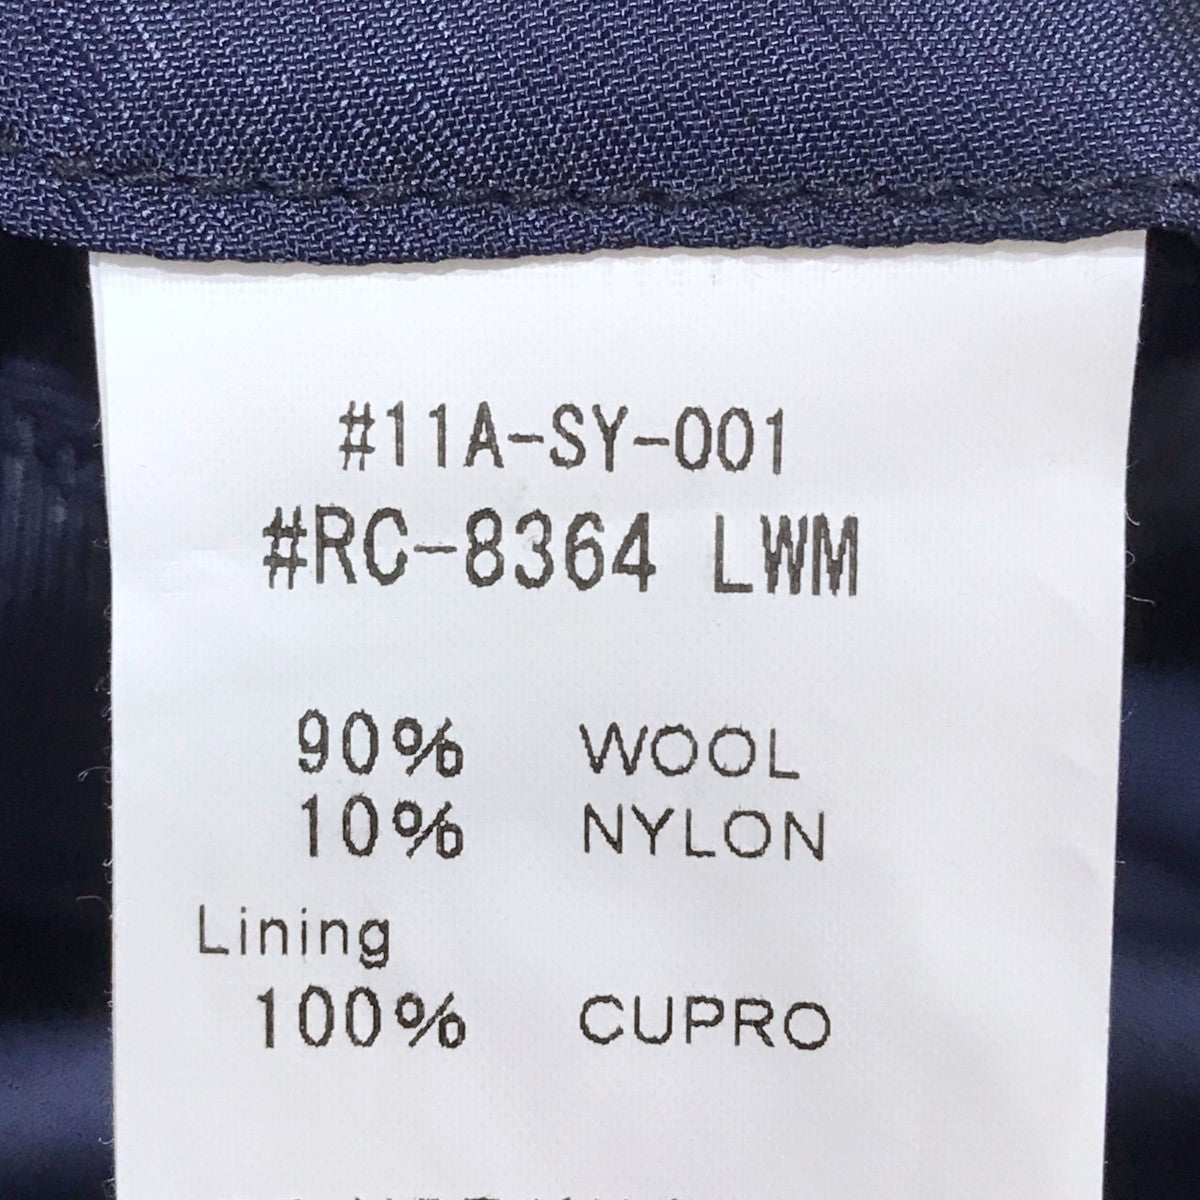 #11A-SY-001
#RC-8364 LWM
90% WOOL
10% NYLON
Lining
100% CUPRO